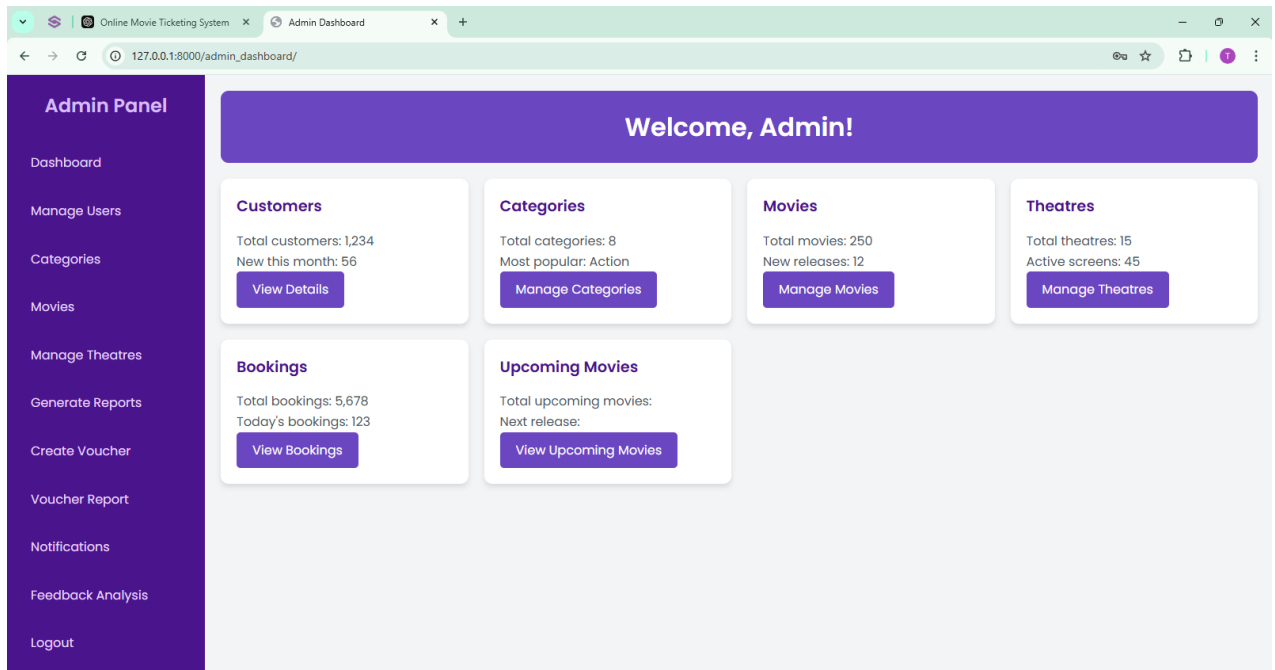 Online Movie Ticketing System
Admin Dashboard
127.0.0.1:8000/admin_dashboard/
T
Admin Panel
Dashboard
Manage Users
Categories
Movies
Manage Theatres
Generate Reports
Create Voucher
Voucher Report
Notifications
Feedback Analysis
Logout
Welcome, Admin!
Customers
Total customers: 1,234
New this month: 56
View Details
Categories
Total categories: 8
Most popular: Action
Manage Categories
Movies
Total movies: 250
New releases: 12
Manage Movies
Theatres
Total theatres: 15
Active screens: 45
Manage Theatres
Bookings
Total bookings: 5,678
Today's bookings: 123
View Bookings
Upcoming Movies
Total upcoming movies:
Next release:
View Upcoming Movies